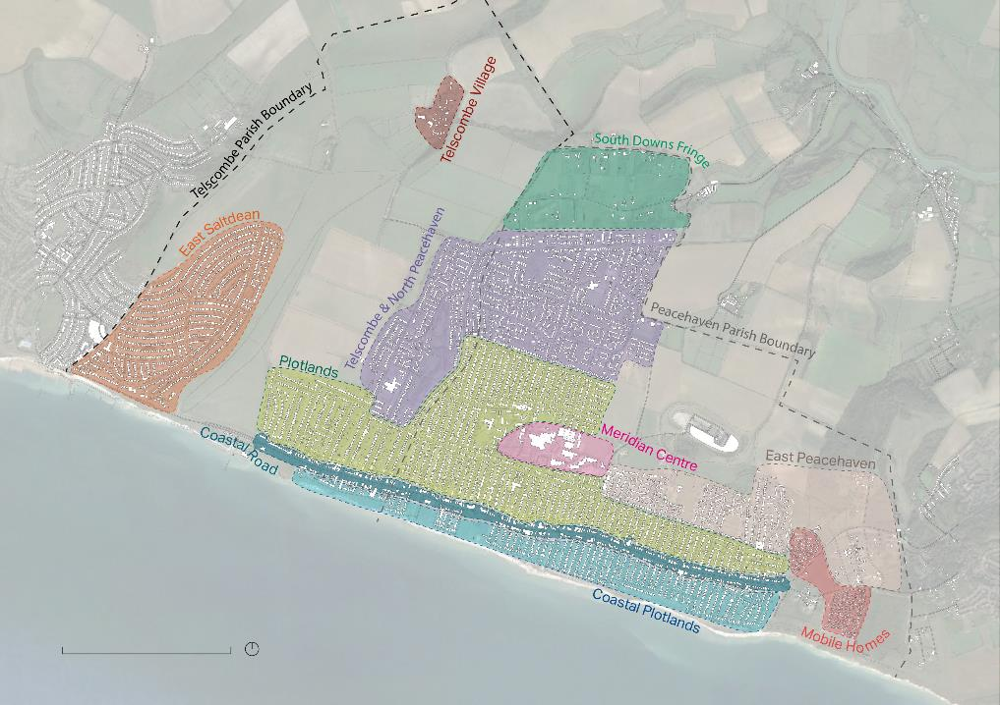 Telscombe Village
Telscombe Parish Boundary
South Downs Fringe
East Saltdean
Telscombe & North Peacehaven
Peacehaven Parish Boundary
Plotlands
Coastal Road
Meridian Centre
East Peacehaven
Coastal Plotlands
Mobile Homes